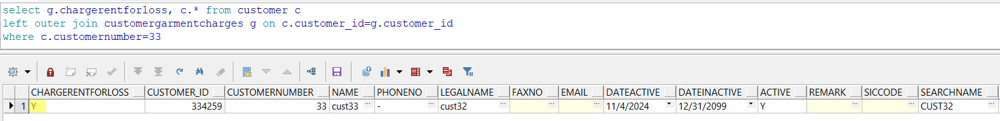 select g.chargerentforloss, c.* from customer c
left outer join customergarmentcharges g on c.customer_id=g.customer_id
where c.customernumber=33
CHARGERENTFORLOSS CUSTOMER_ID CUSTOMERNUMBER NAME PHONENO LEGALNAME FAXNO EMAIL DATEACTIVE DATEINACTIVE ACTIVE REMARK SICCODE SEARCHNAME
1 Y 334259 33 cust33 ... - ... cust32 ... ... ... 11/4/2024 12/31/2099 Y ... ... CUST32